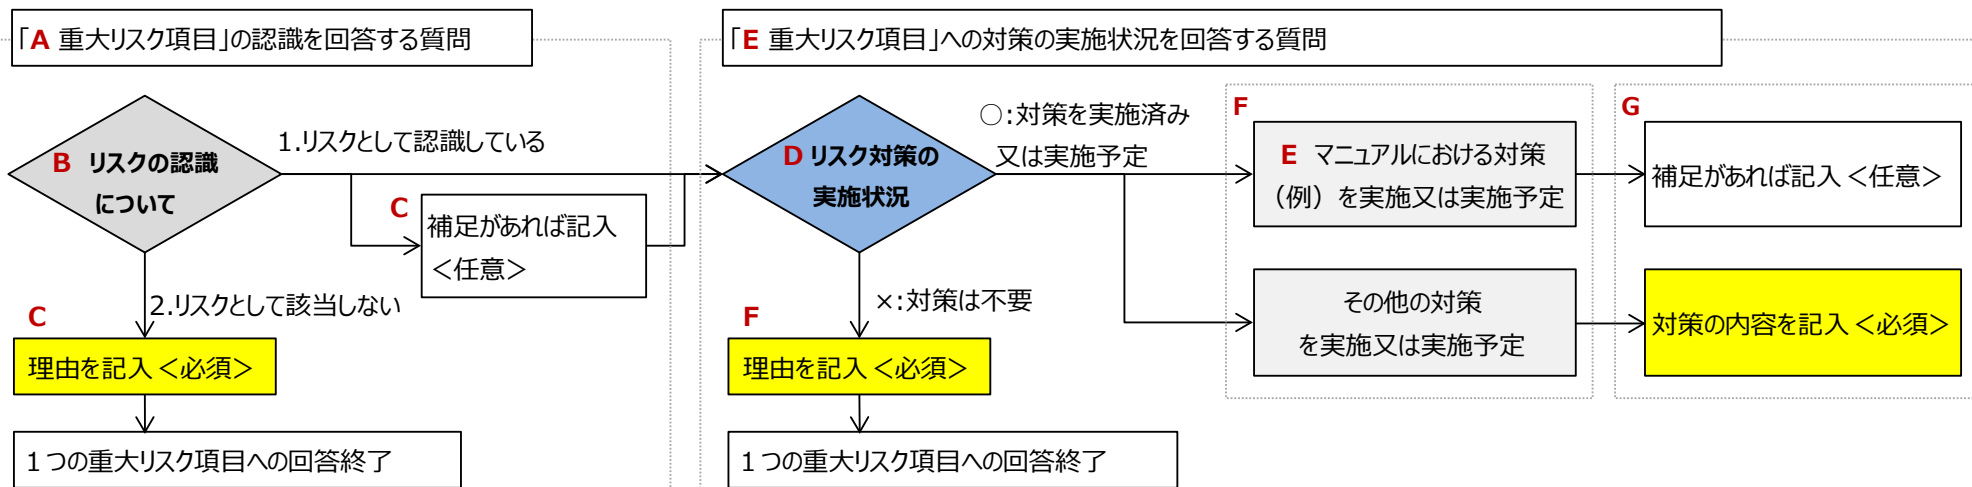 「A 重大リスク項目」の認識を回答する質問
B リスクの認識
について
1.リスクとして認識している
C
補足があれば記入
＜任意＞
2.リスクとして該当しない
C
理由を記入＜必須＞
１つの重大リスク項目への回答終了
「E 重大リスク項目」への対策の実施状況を回答する質問
D リスク対策の
実施状況
○:対策を実施済み
又は実施予定
×:対策は不要
F
理由を記入＜必須＞
１つの重大リスク項目への回答終了
F
E マニュアルにおける対策
（例）を実施又は実施予定
その他の対策
を実施又は実施予定
G
補足があれば記入＜任意＞
対策の内容を記入＜必須＞